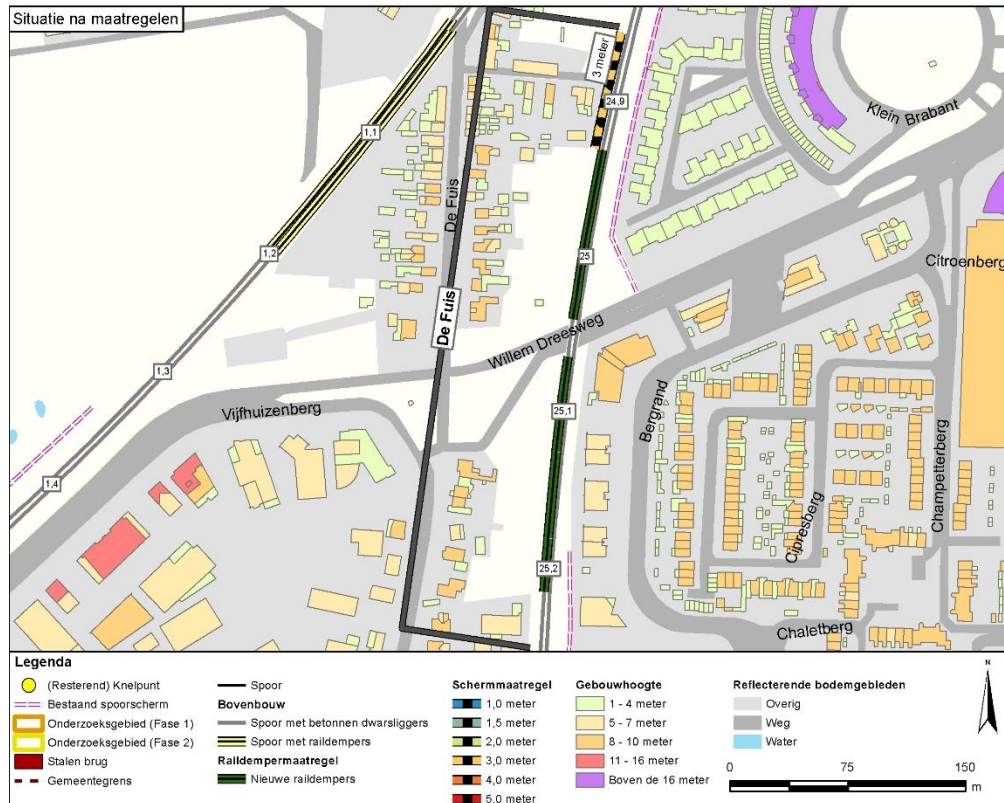 Situatie na maatregelen
3 meter
24,9
1,1
Klein Brabant
De Fuis
1,2
25
Citroenberg
De Fuis
Willem Dreesweg
1,3
Vijfhuizenberg
25,1
Bergrand
1,4
Cipresberg
Champetterberg
25,2
Chaletberg
Legenda
(Resterend) Knelpunt
Bestaand spoorscherm
Onderzoeksgebied (Fase 1)
Onderzoeksgebied (Fase 2)
Stalen brug
Gemeentegrens
Spoor
Bovenbouw
Spoor met betonnen dwarsliggers
Spoor met raildempers
Raildempermaatregel
Nieuwe raildempers
Schermmaatregel
1,0 meter
1,5 meter
2,0 meter
3,0 meter
4,0 meter
5,0 meter
Gebouwhoogte
1 - 4 meter
5 - 7 meter
8 - 10 meter
11 - 16 meter
Boven de 16 meter
Reflecterende bodemgebieden
Overig
Weg
Water
N
0 75 150
m